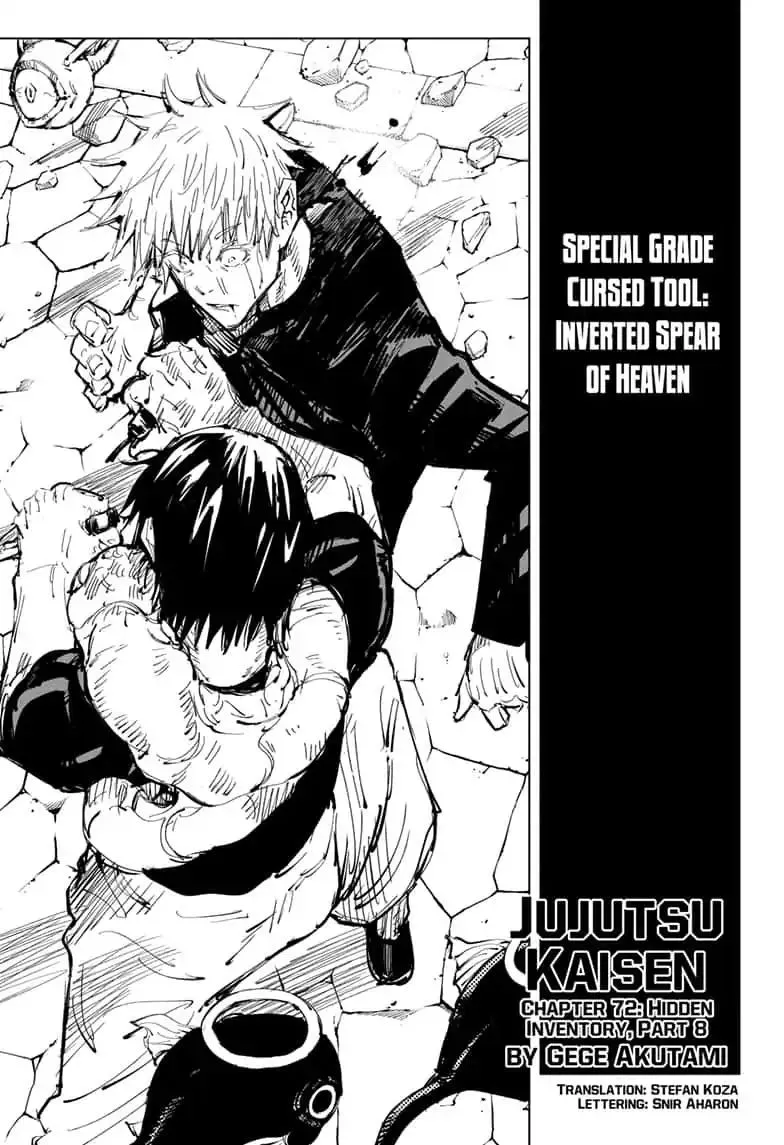 SPECIAL GRADE
CURSED TOOL:
INVERTED SPEAR
OF HEAVEN
JUJUTSU
KAISEN
CHAPTER 72: HIDDEN
INVENTORY, PART 8
BY GEGE AKUTAMI
TRANSLATION: STEFAN KOZA
LETTERING: SNIR AHARON